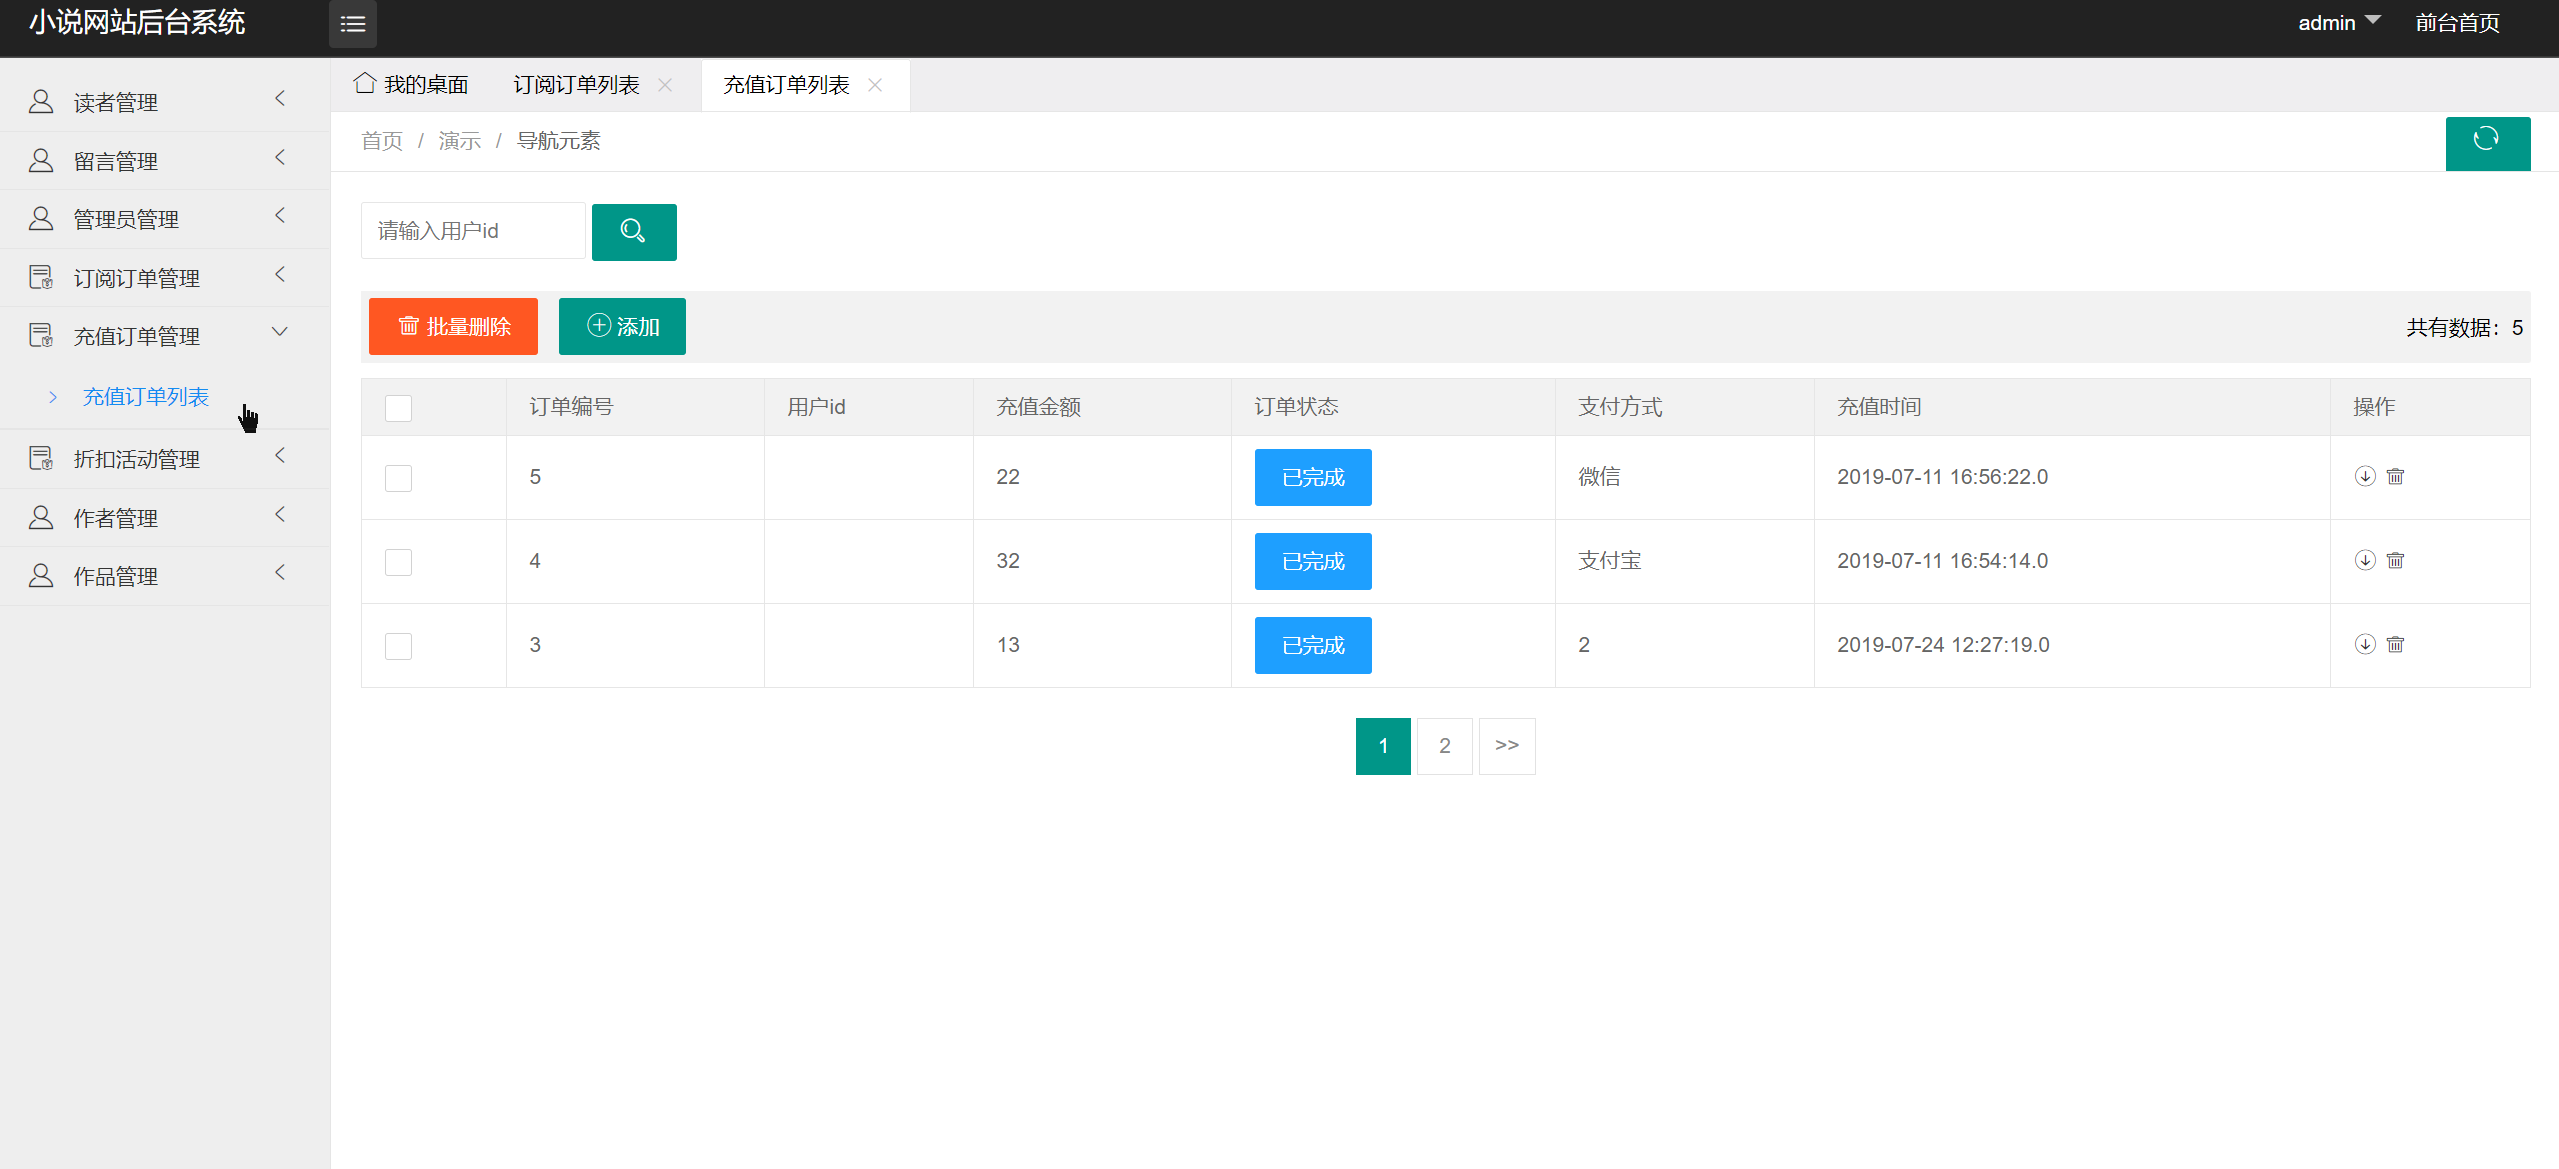 小说网站后台系统
admin 前台首页
读者管理
留言管理
管理员管理
订阅订单管理
充值订单管理
充值订单列表
折扣活动管理
作者管理
作品管理
我的桌面 订阅订单列表 充值订单列表
首页 / 演示 / 导航元素
请输入用户id
批量删除 添加 共有数据：5
订单编号 用户id 充值金额 订单状态 支付方式 充值时间 操作
5 22 已完成 微信 2019-07-11 16:56:22.0
4 32 已完成 支付宝 2019-07-11 16:54:14.0
3 13 已完成 2 2019-07-24 12:27:19.0
1 2 >>